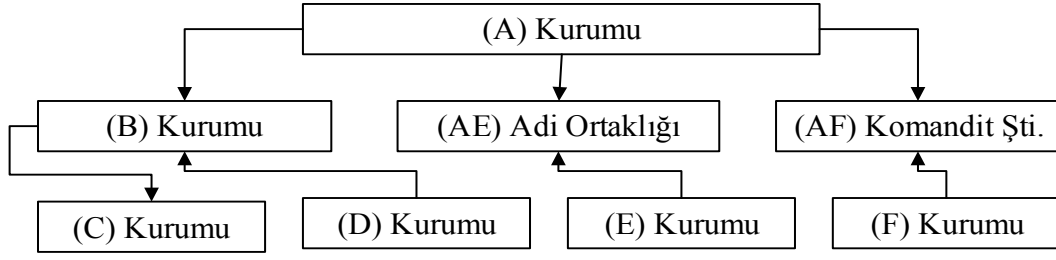 (A) Kurumu
(B) Kurumu
(AE) Adi Ortaklığı
(AF) Komandit Şti.
(C) Kurumu
(D) Kurumu
(E) Kurumu
(F) Kurumu